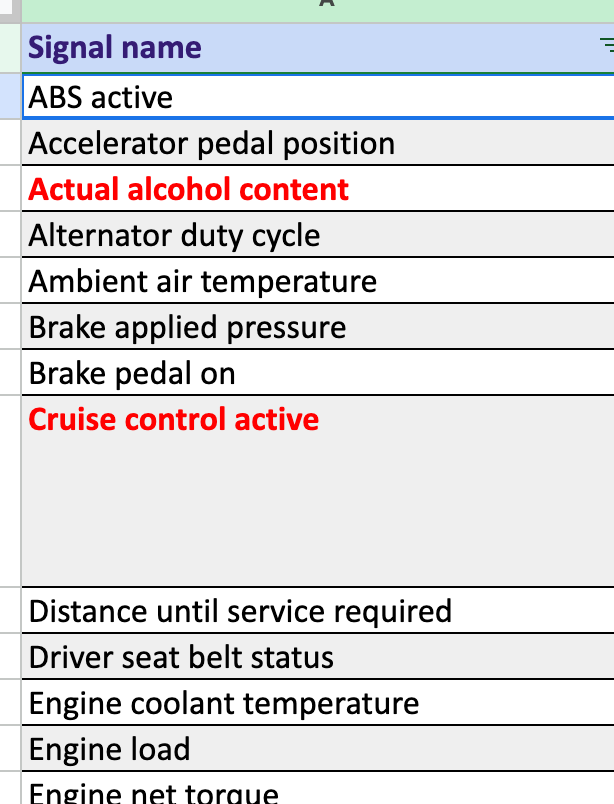 A
Signal name
ABS active
Accelerator pedal position
Actual alcohol content
Alternator duty cycle
Ambient air temperature
Brake applied pressure
Brake pedal on
Cruise control active
Distance until service required
Driver seat belt status
Engine coolant temperature
Engine load
Engine net torque